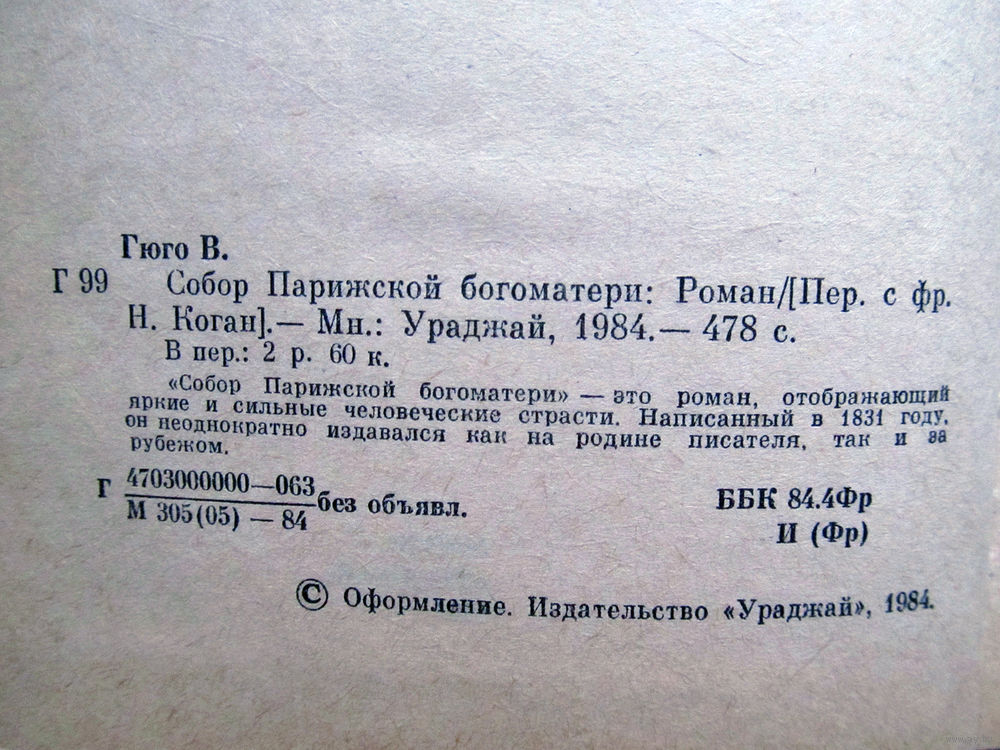 Гюго В.
Г 99 Собор Парижской богоматери: Роман/[Пер. с фр.
Н. Коган].— Мн.: Ураджай, 1984.— 478 с.
В пер.: 2 р. 60 к.
«Собор Парижской богоматери» — это роман, отображающий
яркие и сильные человеческие страсти. Написанный в 1831 году,
он неоднократно издавался как на родине писателя, так и за
рубежом.
Г 4703000000—063
М 305(05) — 84 без объявл.
ББК 84.4Фр
И (Фр)
© Оформление. Издательство «Ураджай», 1984.